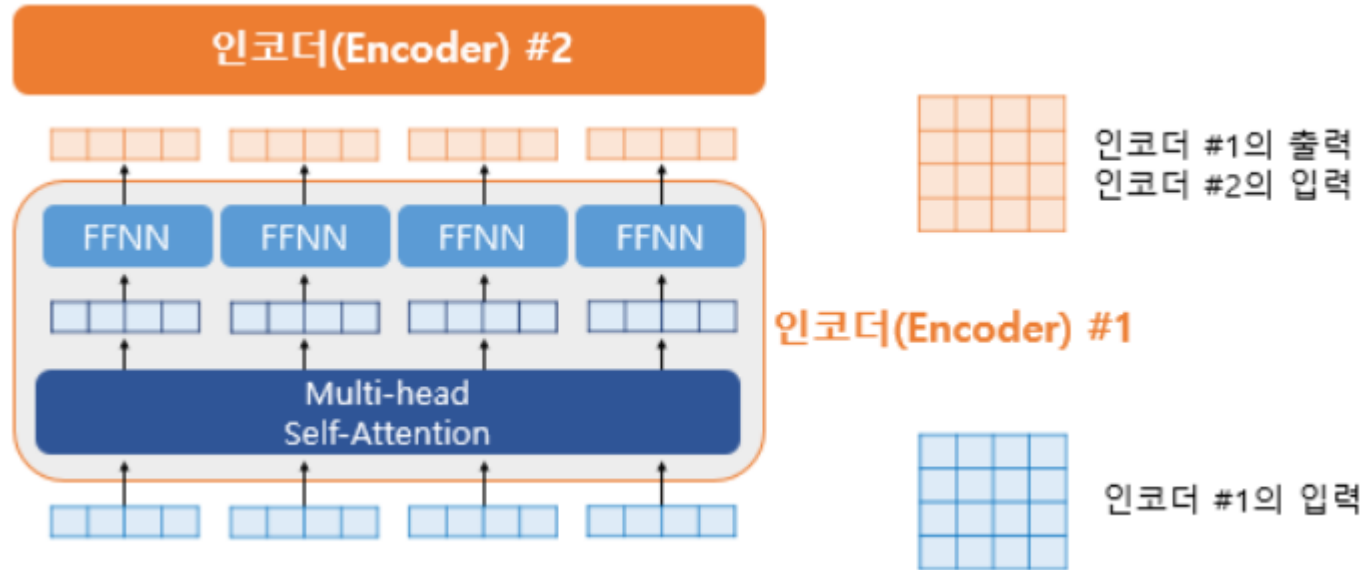 인코더(Encoder) #2
인코더 #1의 출력
인코더 #2의 입력
FFNN FFNN FFNN FFNN
인코더(Encoder) #1
Multi-head
Self-Attention
인코더 #1의 입력